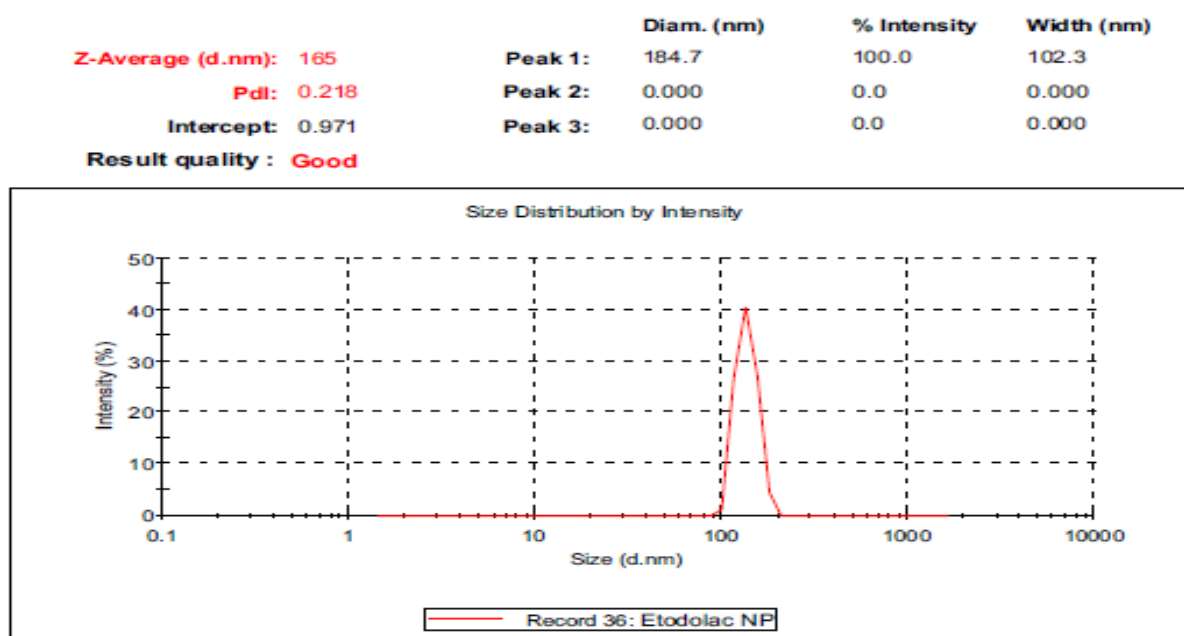 Diam. (nm) % Intensity Width (nm)
Z-Average (d.nm): 165 Peak 1: 184.7 100.0 102.3
PdI: 0.218 Peak 2: 0.000 0.0 0.000
Intercept: 0.971 Peak 3: 0.000 0.0 0.000
Result quality : Good
Size Distribution by Intensity
Intensity (%)
50
40
30
20
10
0
0.1 1 10 100 1000 10000
Size (d.nm)
Record 36: Etodolac NP